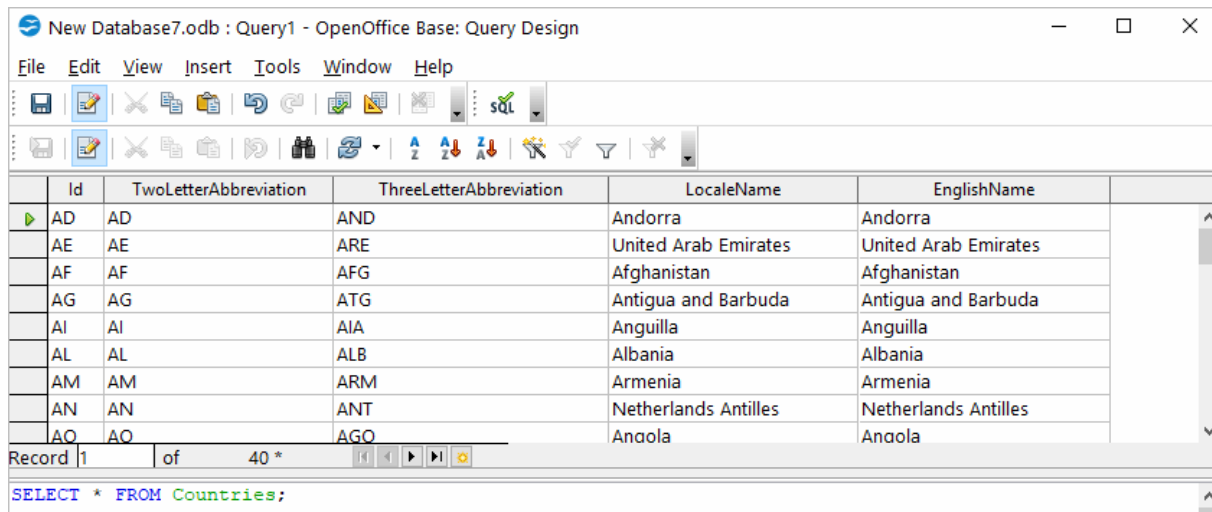 New Database7.odb : Query1 - OpenOffice Base: Query Design
File Edit View Insert Tools Window Help
SQL
A Z A Z Z A
Id TwoLetterAbbreviation ThreeLetterAbbreviation LocaleName EnglishName
AD AD AND Andorra Andorra
AE AE ARE United Arab Emirates United Arab Emirates
AF AF AFG Afghanistan Afghanistan
AG AG ATG Antigua and Barbuda Antigua and Barbuda
AI AI AIA Anguilla Anguilla
AL AL ALB Albania Albania
AM AM ARM Armenia Armenia
AN AN ANT Netherlands Antilles Netherlands Antilles
AO AO AGO Angola Angola
Record 1 of 40 *
SELECT * FROM Countries;